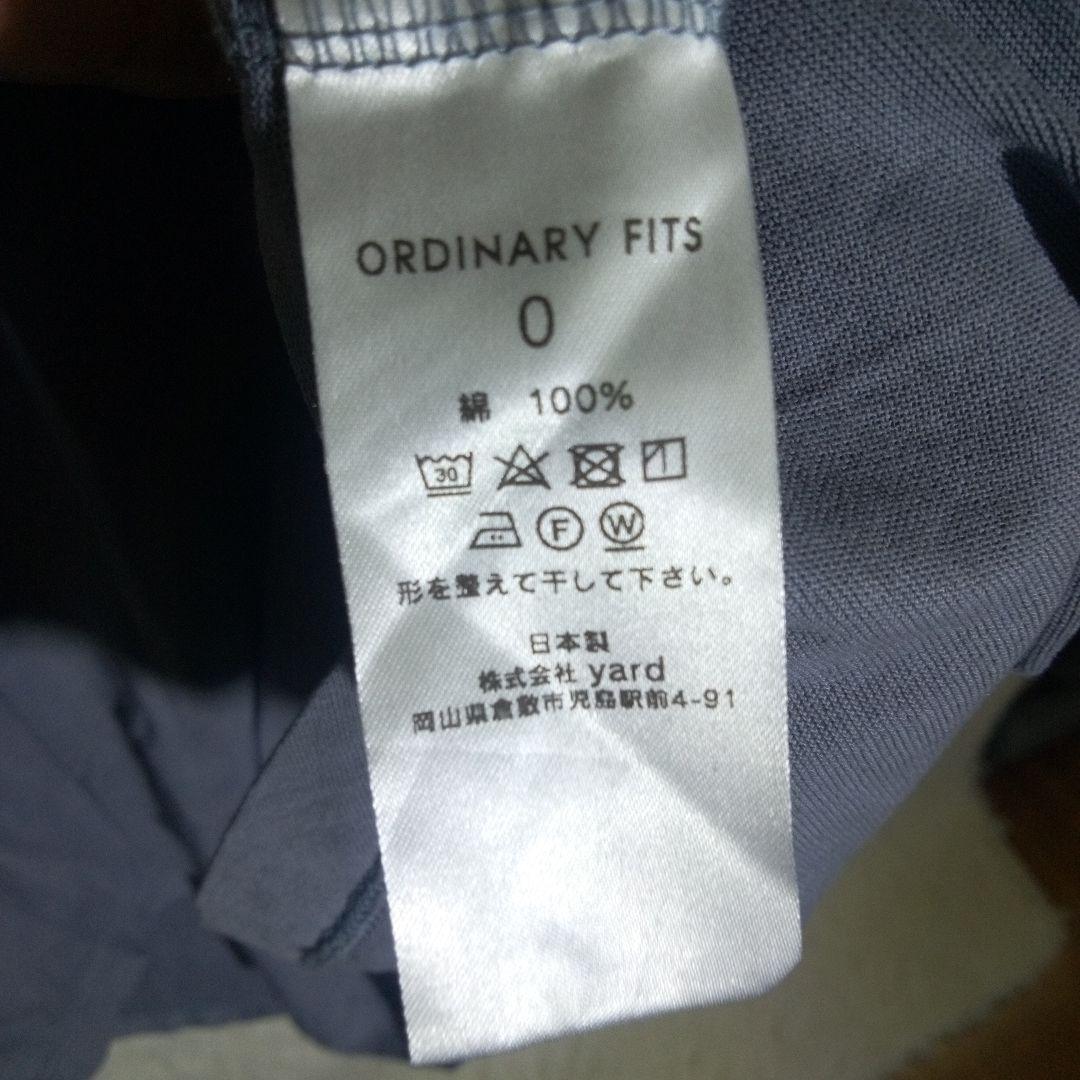 ORDINARY FITS
0
綿 100%
30
F W
形を整えて干して下さい。
日本製
株式会社 yard
岡山県倉敷市児島駅前4-91